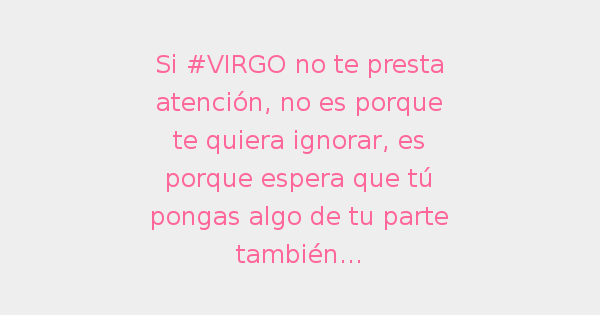 Si #VIRGO no te presta
atención, no es porque
te quiera ignorar, es
porque espera que tú
pongas algo de tu parte
también...